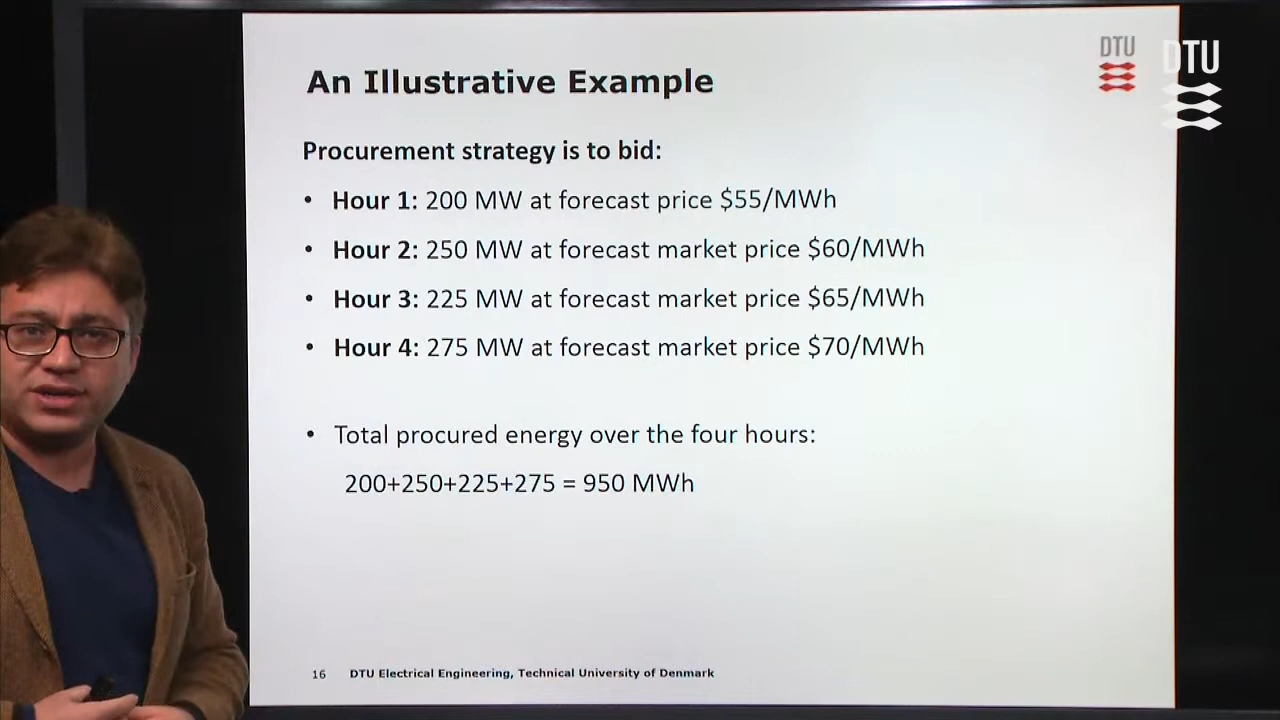 An Illustrative Example
DTU
DTU
Procurement strategy is to bid:
• Hour 1: 200 MW at forecast price $55/MWh
• Hour 2: 250 MW at forecast market price $60/MWh
• Hour 3: 225 MW at forecast market price $65/MWh
• Hour 4: 275 MW at forecast market price $70/MWh
• Total procured energy over the four hours:
200+250+225+275 = 950 MWh
16 DTU Electrical Engineering, Technical University of Denmark